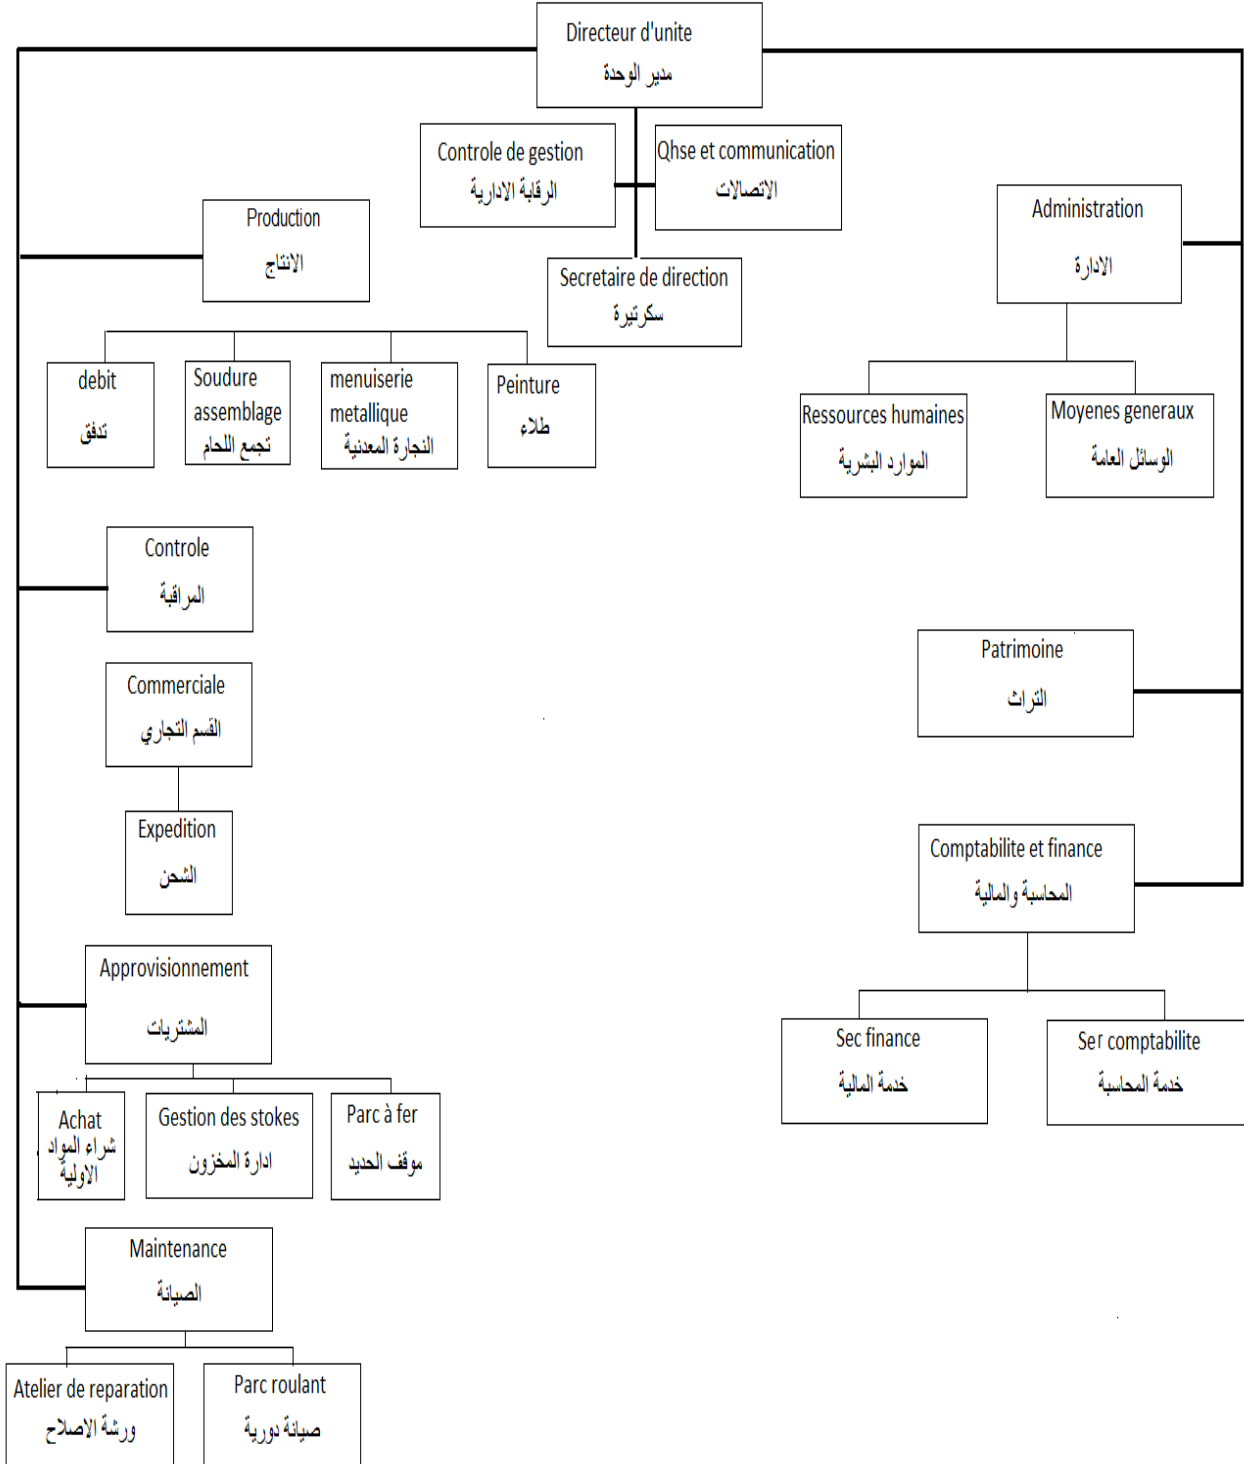 Directeur d'unite
مدير الوحدة
Controle de gestion
الرقابة الادارية
Qhse et communication
الاتصالات
Secretaire de direction
سكرتيرة
Production
الانتاج
debit
تدفق
Soudure
assemblage
تجمع اللحام
menuiserie
metallique
النجارة المعدنية
Peinture
طلاء
Administration
الادارة
Ressources humaines
الموارد البشرية
Moyenes generaux
الوسائل العامة
Controle
المراقبة
Commerciale
القسم التجاري
Expedition
الشحن
Patrimoine
التراث
Comptabilite et finance
المحاسبة والمالية
Sec finance
خدمة المالية
Ser comptabilite
خدمة المحاسبة
Approvisionnement
المشتريات
Achat
شراء المواد
الاولية
Gestion des stokes
ادارة المخزون
Parc à fer
موقف الحديد
Maintenance
الصيانة
Atelier de reparation
ورشة الاصلاح
Parc roulant
صيانة دورية